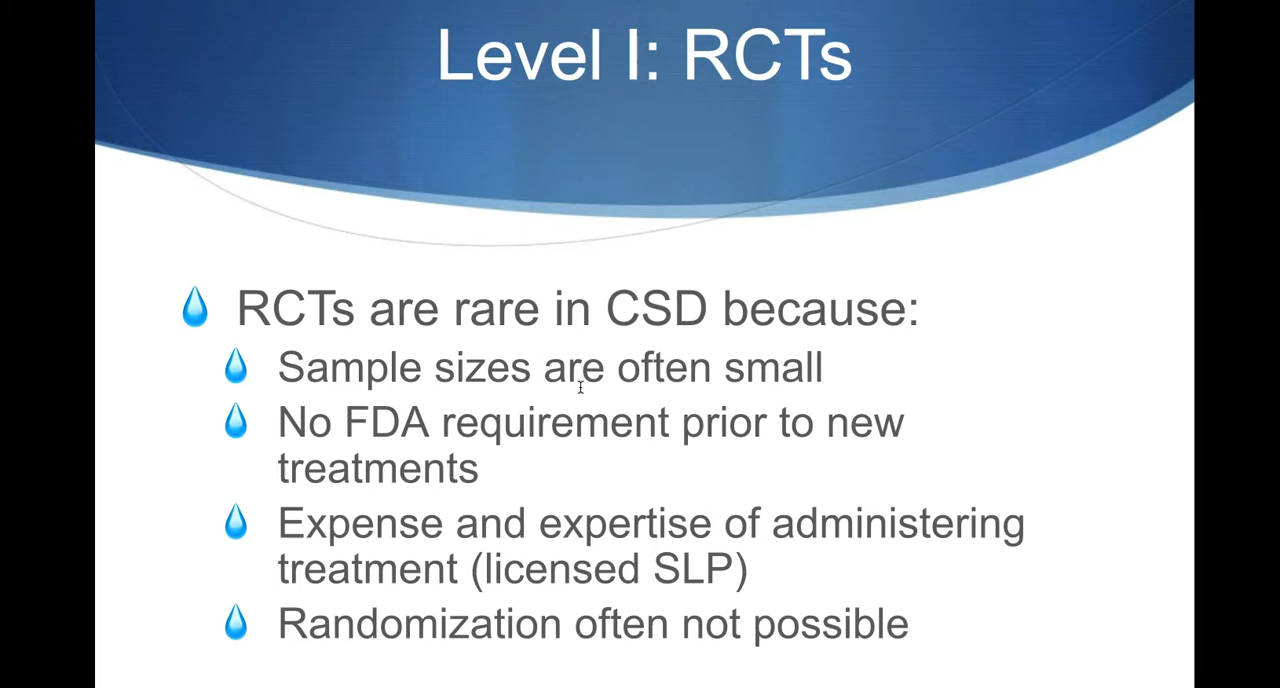 Level I: RCTs
RCTs are rare in CSD because:
Sample sizes are often small
No FDA requirement prior to new
treatments
Expense and expertise of administering
treatment (licensed SLP)
Randomization often not possible